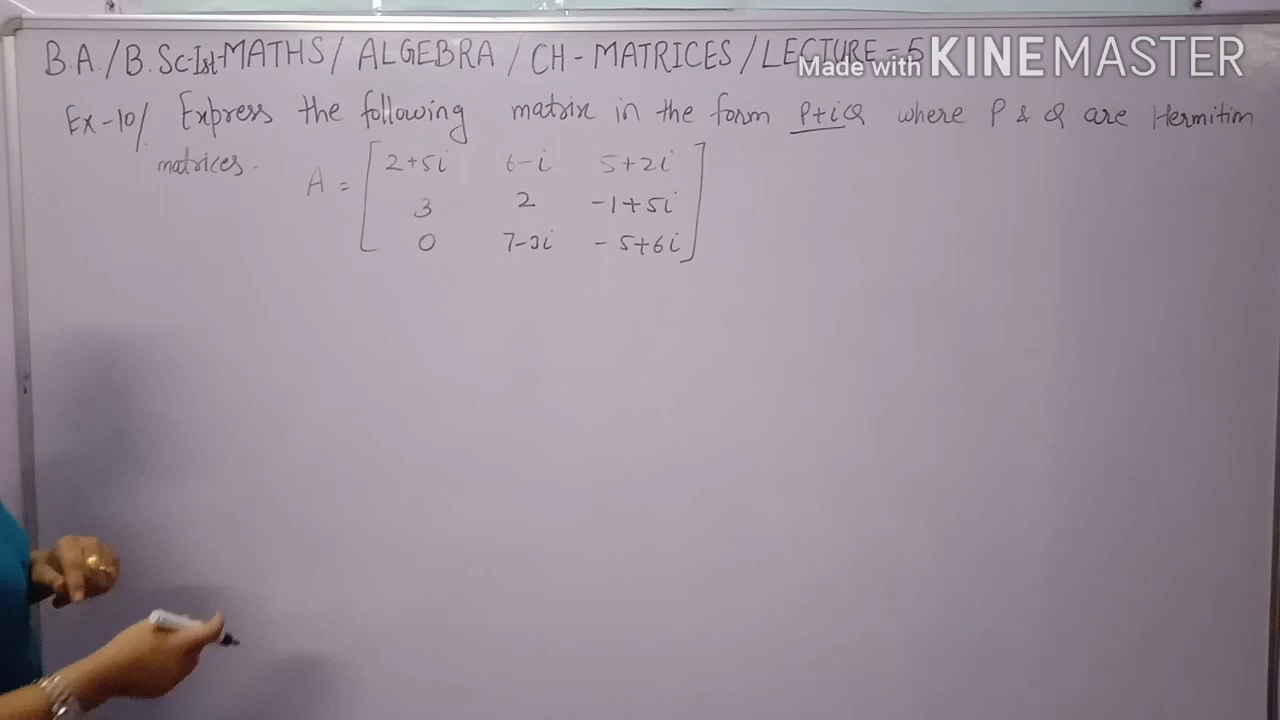 B.A./B.Sc-Ist-MATHS/ALGEBRA/CH-MATRICES/LECTURE=5
Made with KINEMASTER
Ex-10/ Express the following matrix in the form P+iQ where P & Q are Hermitim
matrices.
A = [ 2+5i 6-i 5+2i
3 2 -1+5i
0 7-3i -5+6i ]